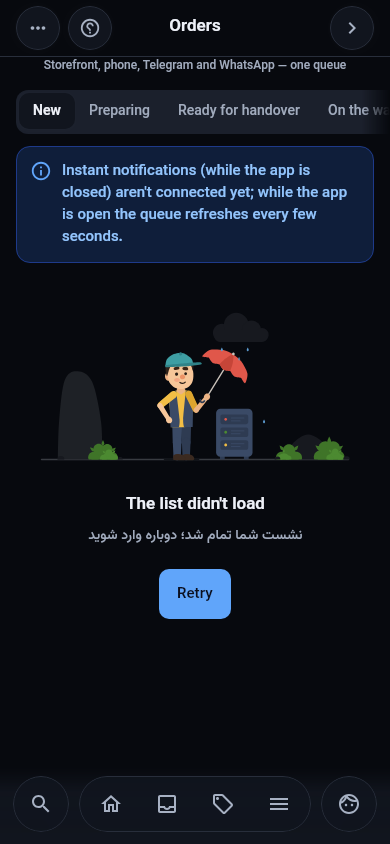 Orders
Storefront, phone, Telegram and WhatsApp — one queue
New Preparing Ready for handover On the
Instant notifications (while the app is
closed) aren't connected yet; while the app
is open the queue refreshes every few
seconds.
The list didn't load
نشست شما تمام شد؛ دوباره وارد شوید
Retry